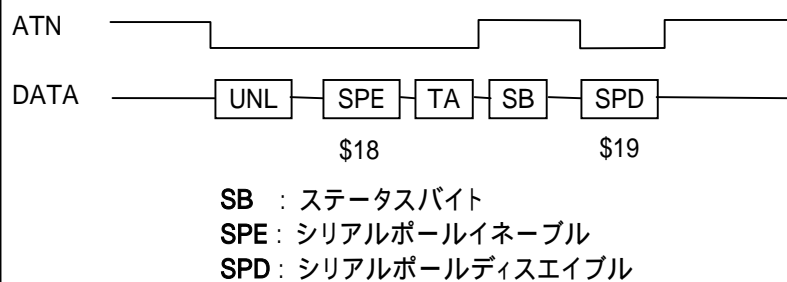 ATN
DATA UNL SPE TA SB SPD
$18 $19
SB : ステータスバイト
SPE : シリアルポールイネーブル
SPD : シリアルポールディスエイブル